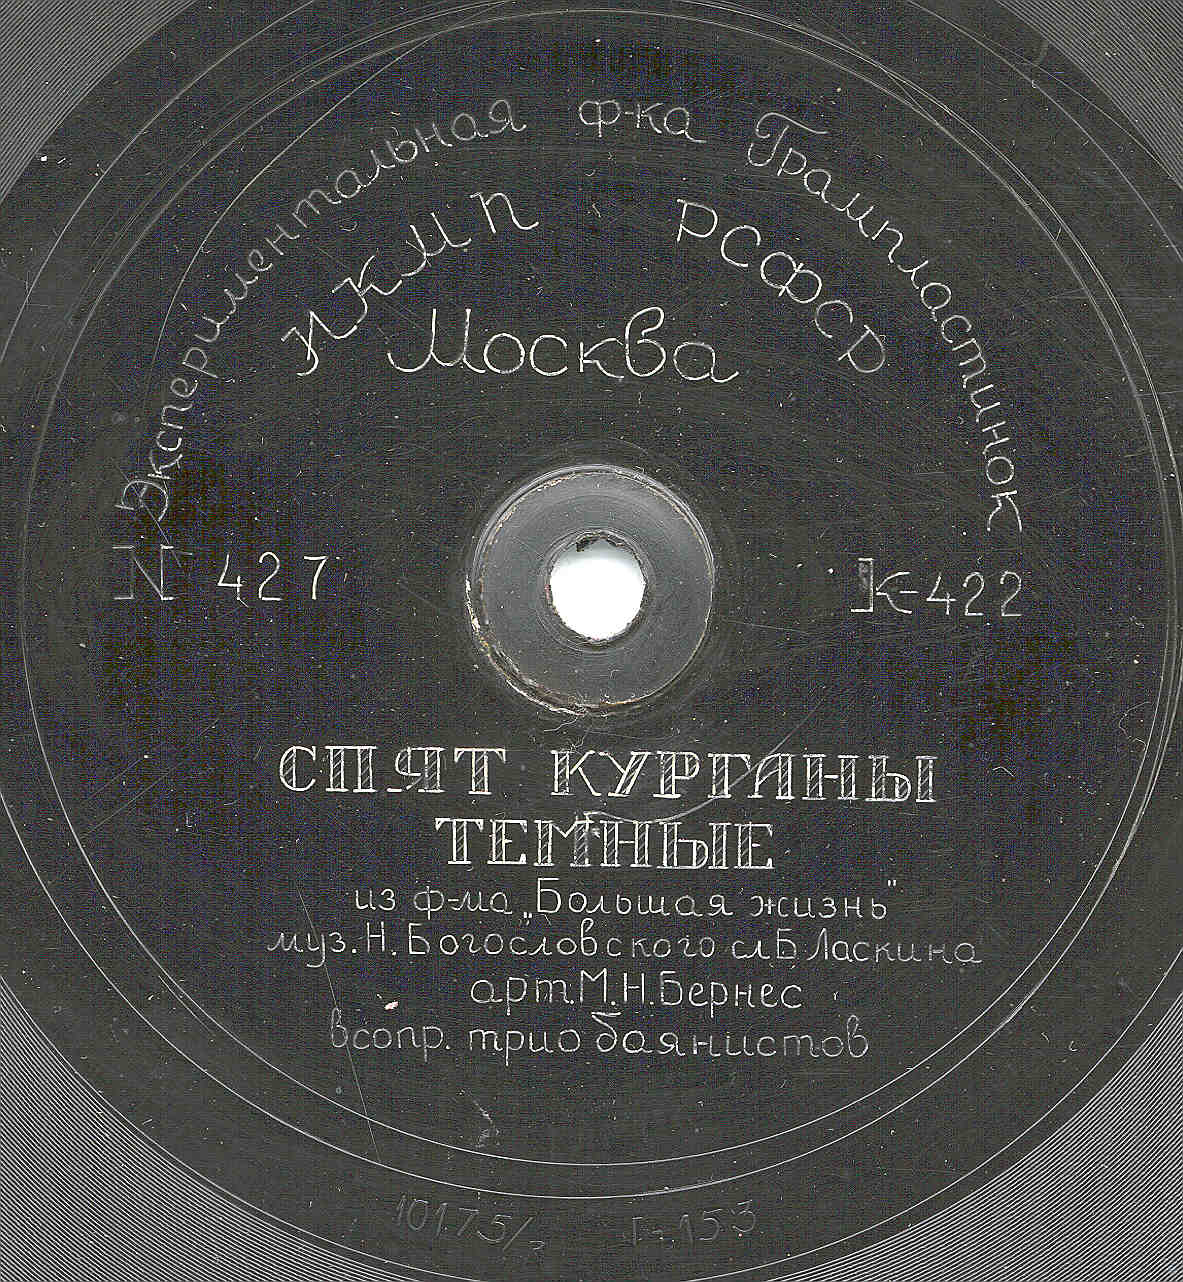 Экспериментальная ф-ка Грампластинок
НКМП РСФСР
Москва
N 427
К-422
СПЯТ КУРГАНЫ
ТЕМНЫЕ
из ф-ма „Большая жизнь"
муз. Н. Богословского сл Б Ласкина
арт. М. Н. Бернес
в сопр. трио баянистов
10175/
153